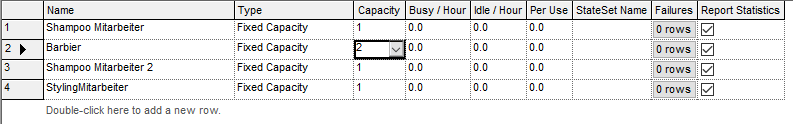 Name Type Capacity Busy / Hour Idle / Hour Per Use StateSet Name Failures Report Statistics
1 Shampoo Mitarbeiter Fixed Capacity 1 0.0 0.0 0.0 0 rows
2 Barbier Fixed Capacity 2 0.0 0.0 0.0 0 rows
3 Shampoo Mitarbeiter 2 Fixed Capacity 1 0.0 0.0 0.0 0 rows
4 StylingMitarbeiter Fixed Capacity 1 0.0 0.0 0.0 0 rows
Double-click here to add a new row.